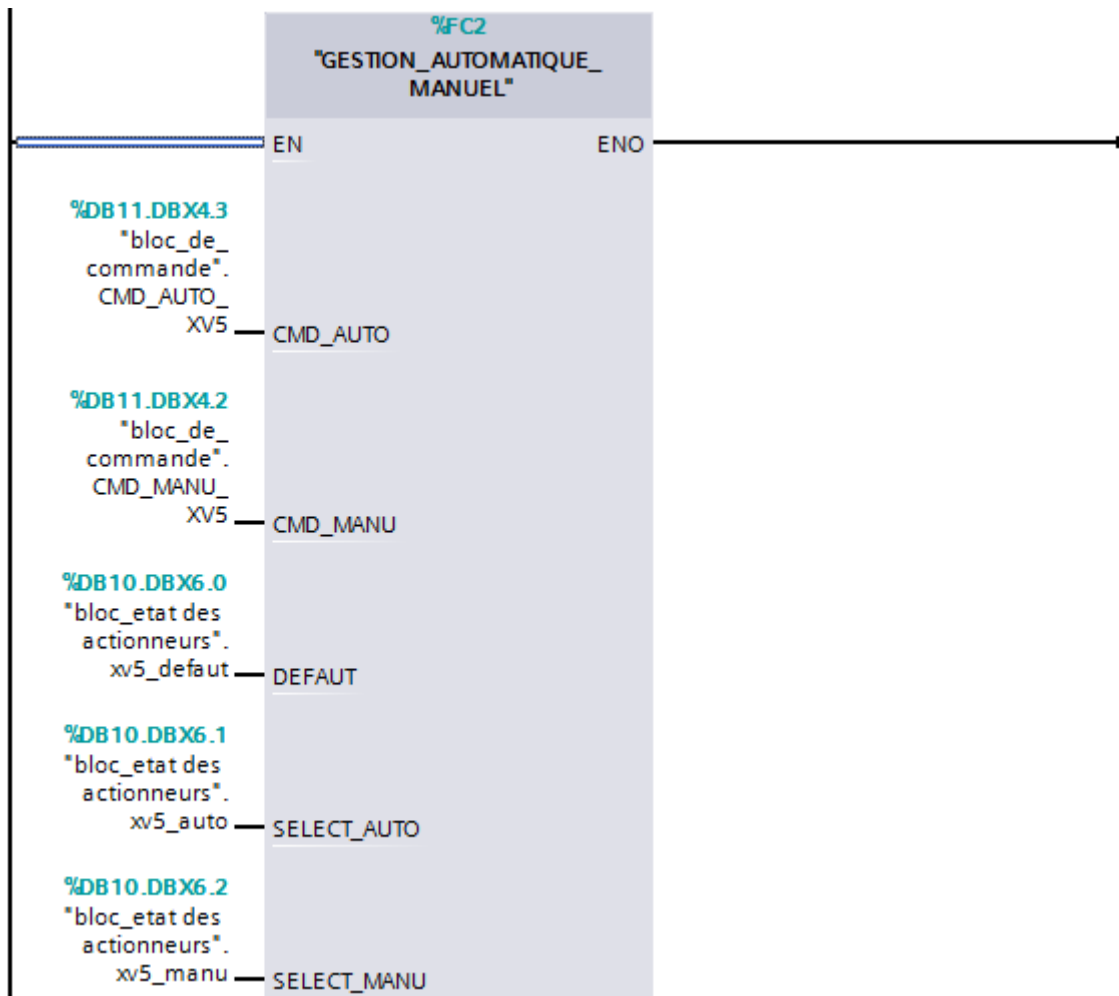 %FC2
"GESTION_AUTOMATIQUE_
MANUEL"
EN ENO
%DB11.DBX4.3
"bloc_de_
commande".
CMD_AUTO_
XV5 CMD_AUTO
%DB11.DBX4.2
"bloc_de_
commande".
CMD_MANU_
XV5 CMD_MANU
%DB10.DBX6.0
"bloc_etat des
actionneurs".
xv5_defaut DEFAUT
%DB10.DBX6.1
"bloc_etat des
actionneurs".
xv5_auto SELECT_AUTO
%DB10.DBX6.2
"bloc_etat des
actionneurs".
xv5_manu SELECT_MANU